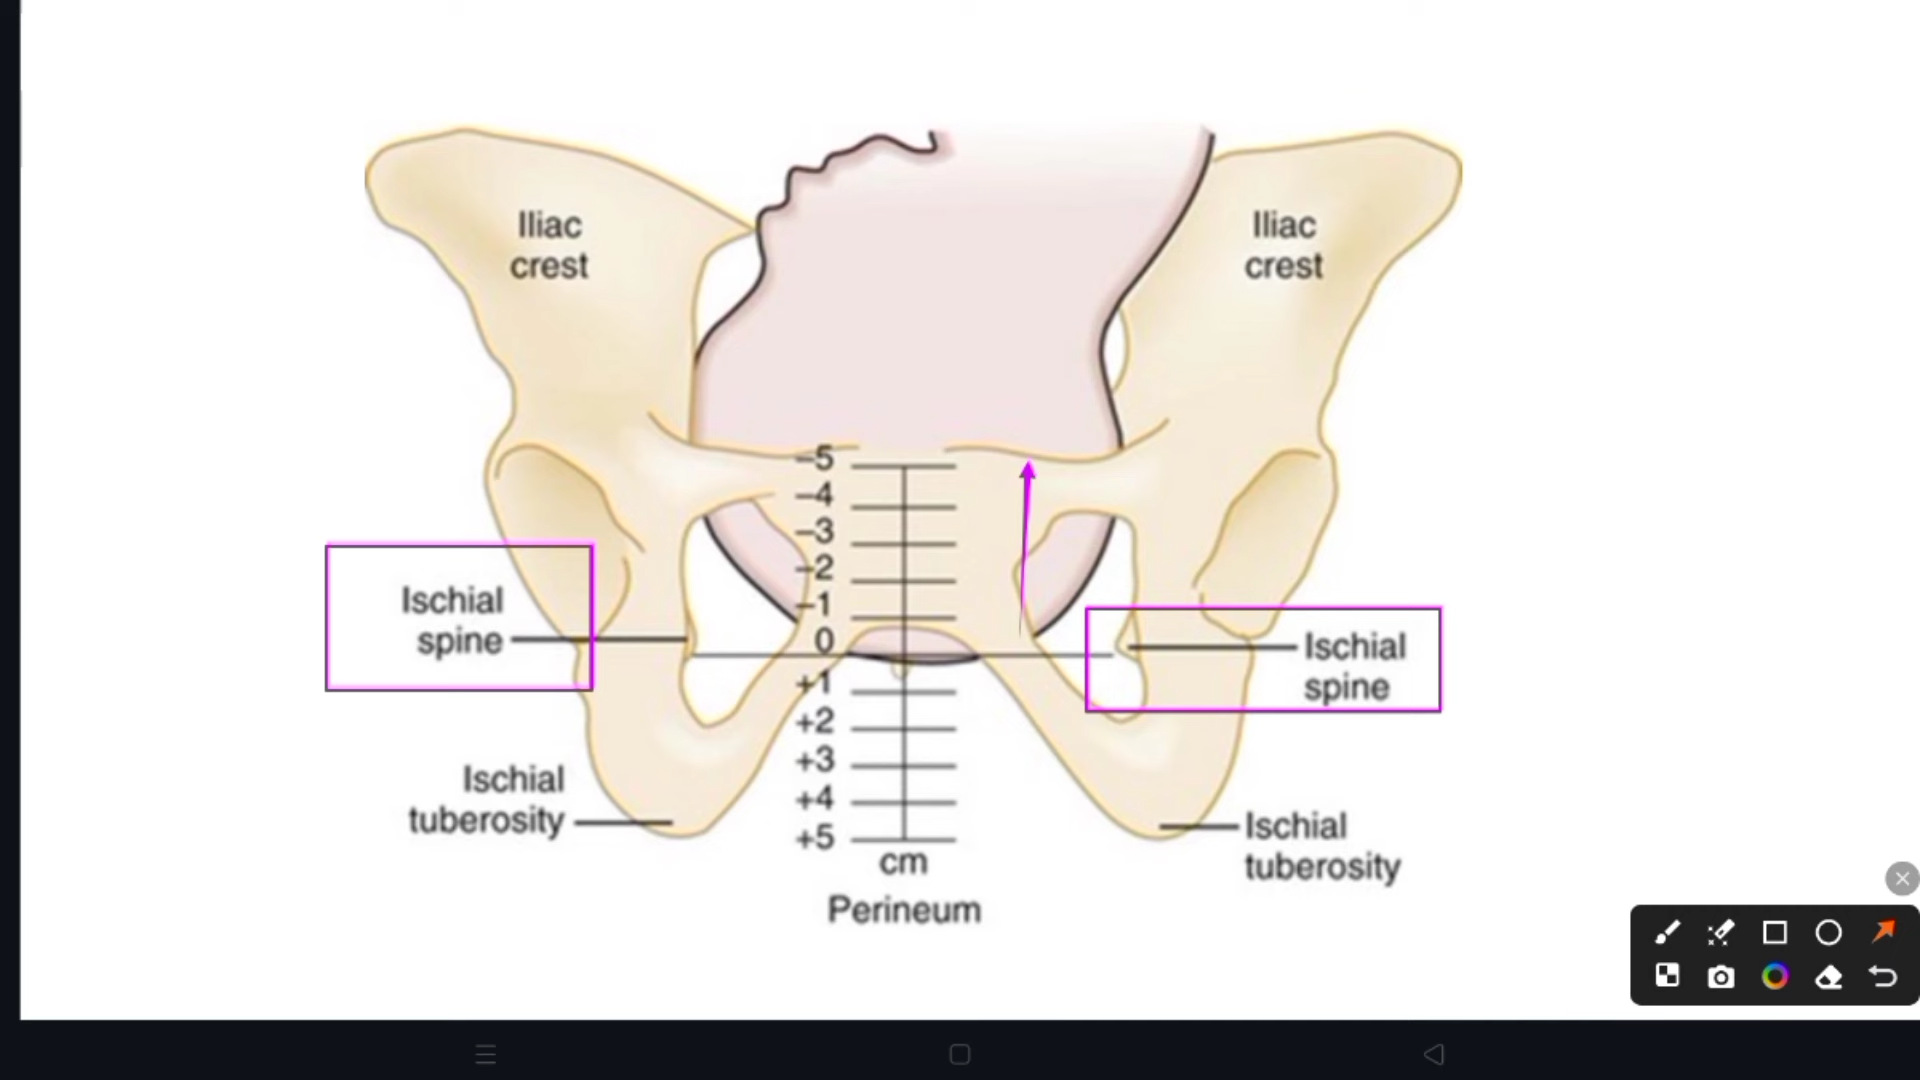 Iliac
crest
Iliac
crest
–5
–4
–3
–2
–1
0
+1
+2
+3
+4
+5
cm
Perineum
Ischial
spine
Ischial
spine
Ischial
tuberosity
Ischial
tuberosity